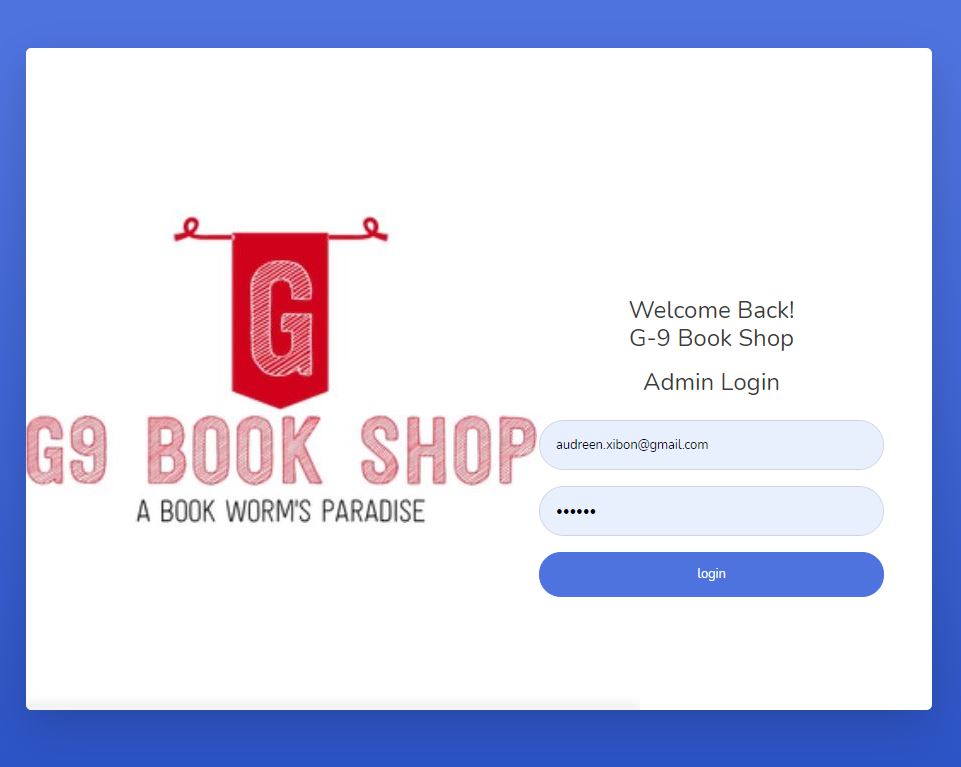 G
G9 BOOK SHOP
A BOOK WORM'S PARADISE
Welcome Back!
G-9 Book Shop
Admin Login
audreen.xibon@gmail.com
••••••
login